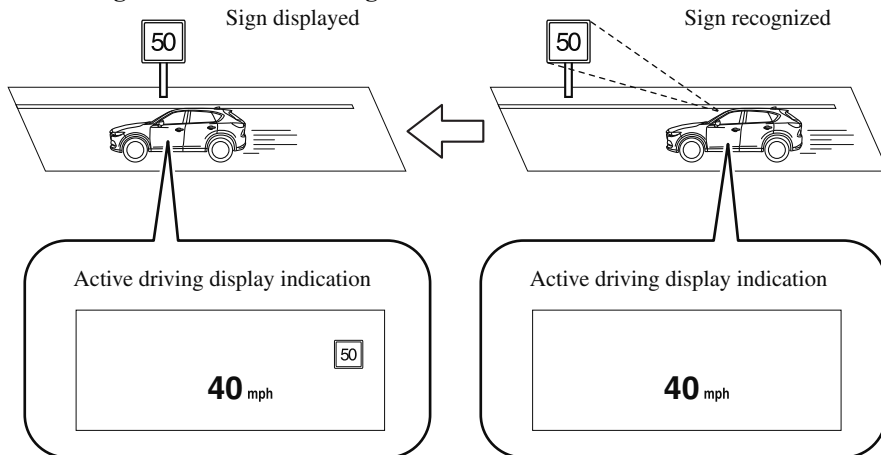 Sign displayed
Sign recognized
50
50
Active driving display indication
Active driving display indication
50
40 mph
40 mph